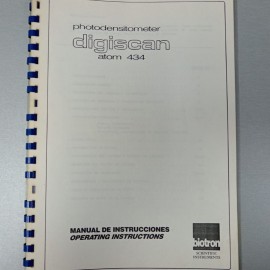 photodensitometer
digiscan
atom 434
MANUAL DE INSTRUCCIONES
OPERATING INSTRUCTIONS
biotron
SCIENTIFIC
INSTRUMENTS